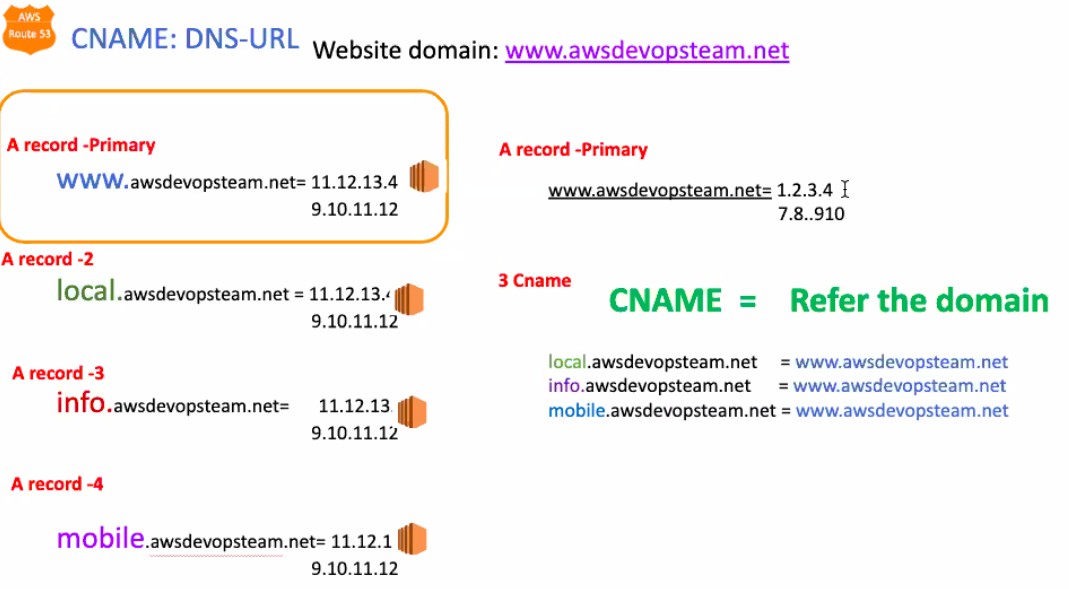 AWS
Route 53
CNAME: DNS-URL
Website domain: www.awsdevopsteam.net
A record -Primary
www.awsdevopsteam.net= 11.12.13.4
9.10.11.12
A record -2
local.awsdevopsteam.net = 11.12.13.4
9.10.11.12
A record -3
info.awsdevopsteam.net= 11.12.13.
9.10.11.12
A record -4
mobile.awsdevopsteam.net= 11.12.1
9.10.11.12
A record -Primary
www.awsdevopsteam.net= 1.2.3.4
7.8..910
3 Cname
CNAME = Refer the domain
local.awsdevopsteam.net = www.awsdevopsteam.net
info.awsdevopsteam.net = www.awsdevopsteam.net
mobile.awsdevopsteam.net = www.awsdevopsteam.net